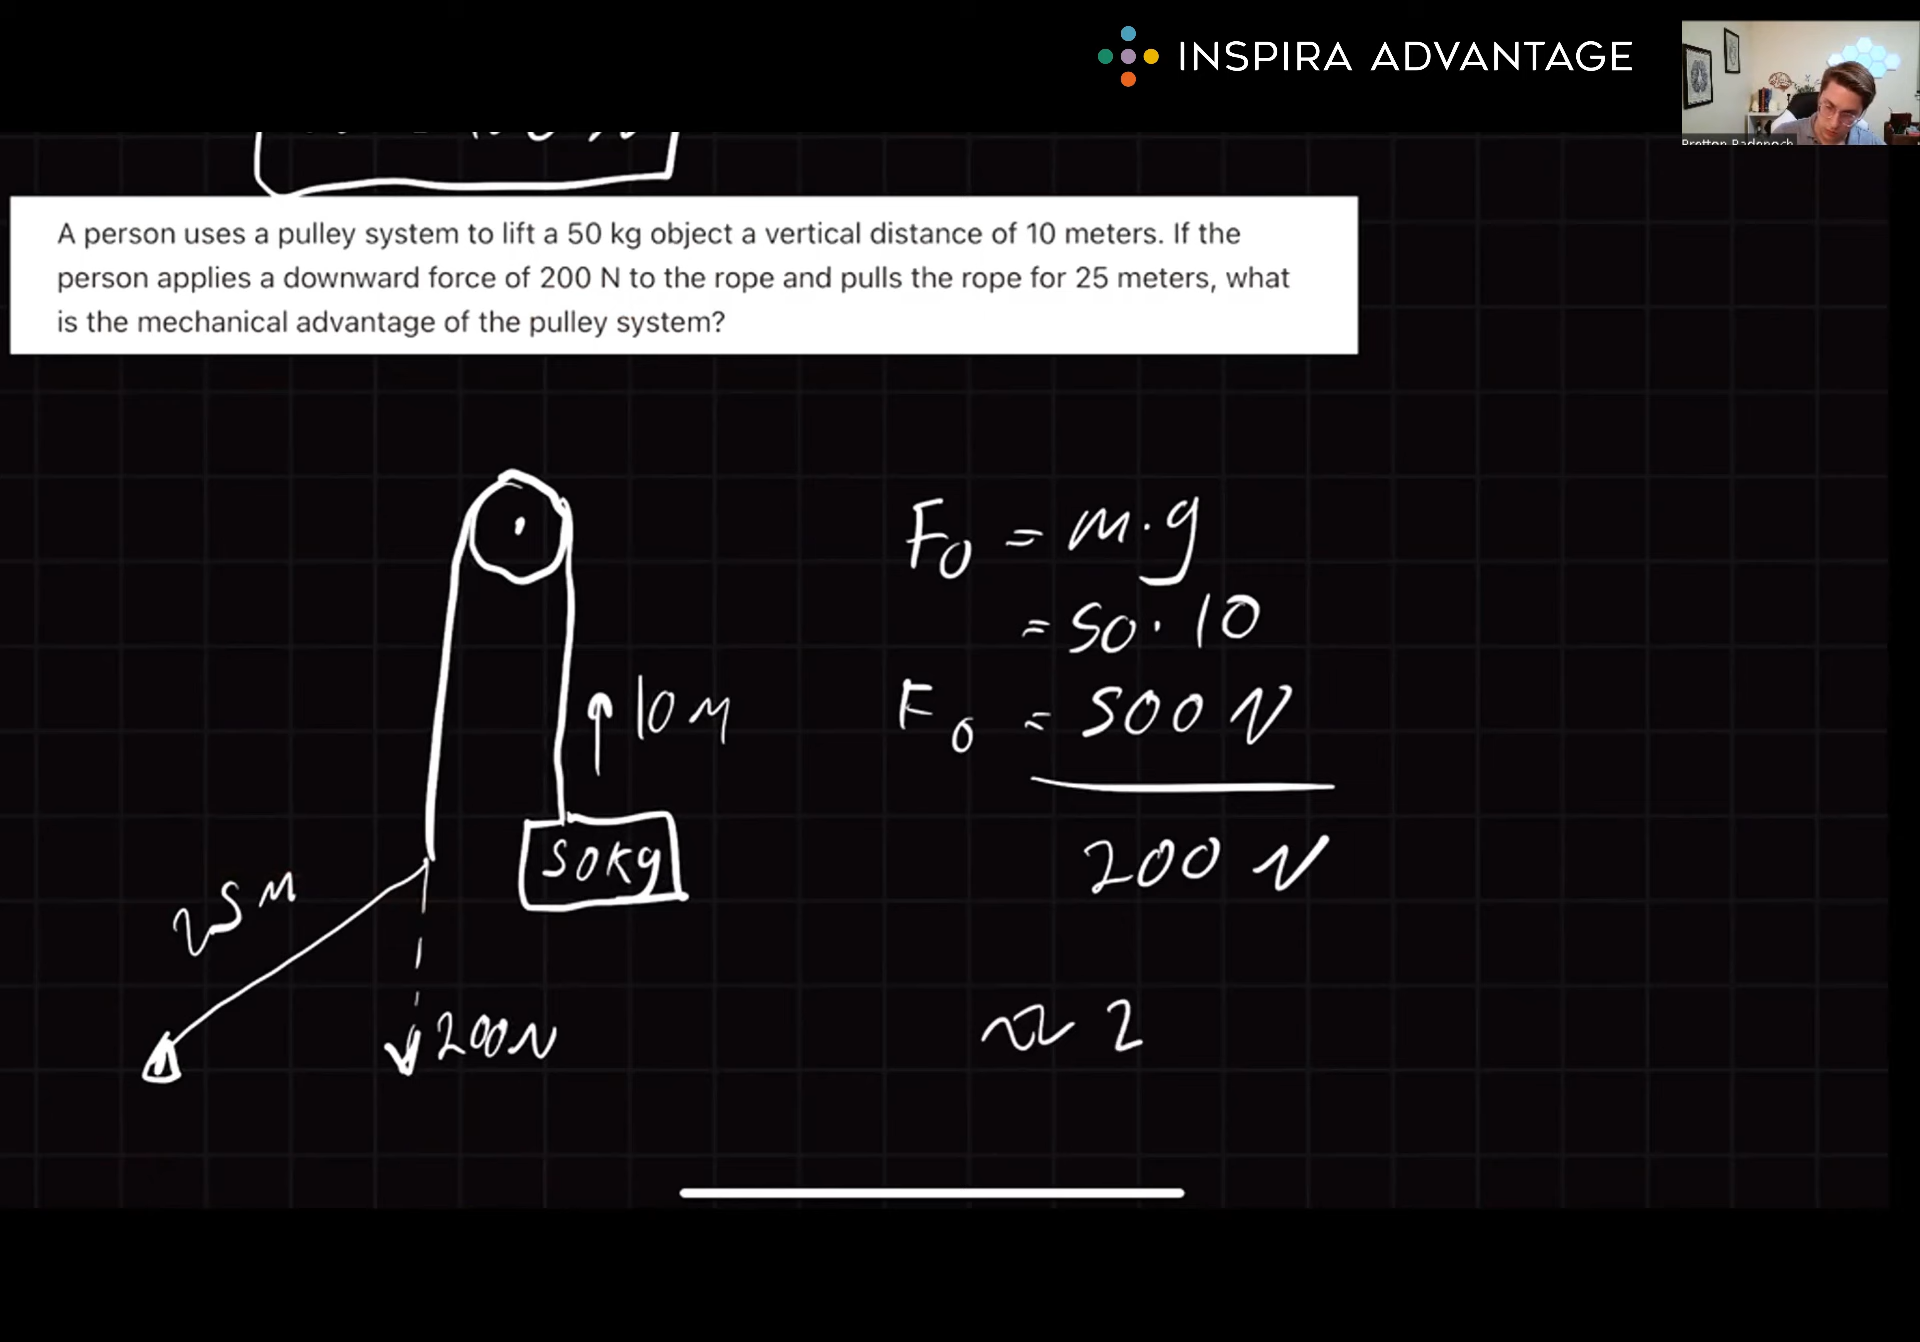 INSPIRA ADVANTAGE
A person uses a pulley system to lift a 50 kg object a vertical distance of 10 meters. If the
person applies a downward force of 200 N to the rope and pulls the rope for 25 meters, what
is the mechanical advantage of the pulley system?
F₀ = m·g
= 50·10
F₀ = 500 N
200 N
≈ 2
10 M
50Kg
25 M
200N